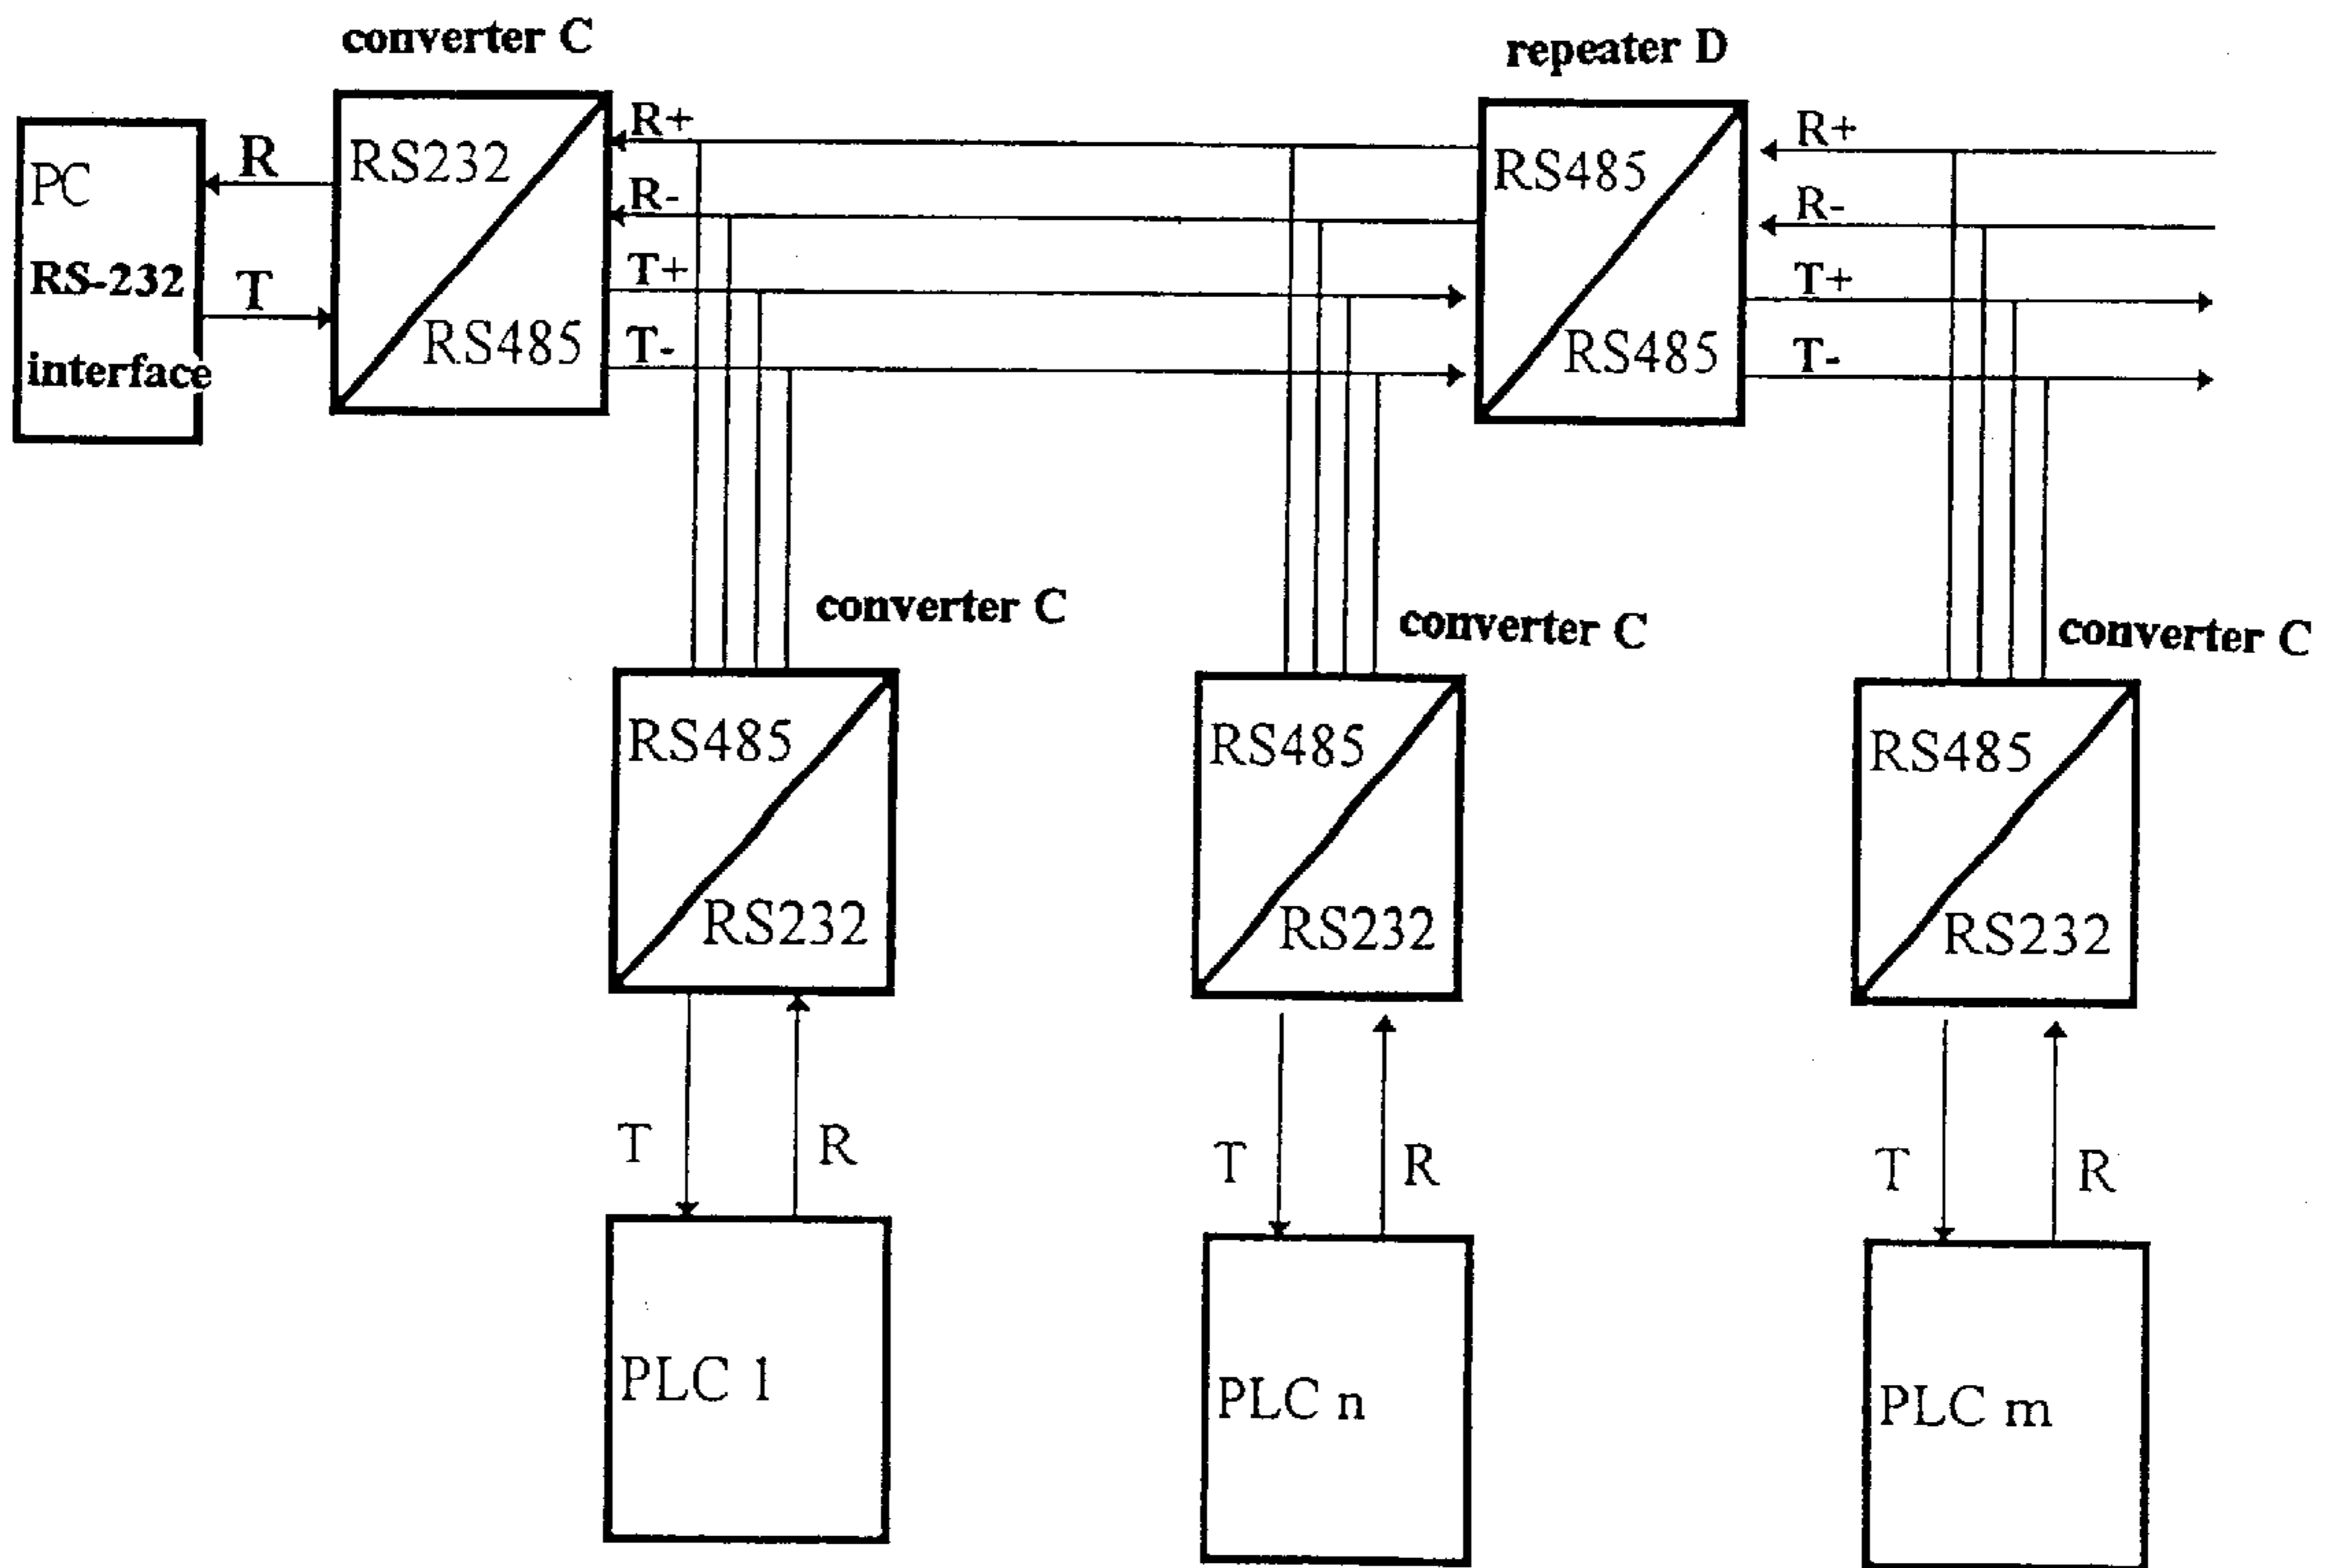 converter C
repeater D
PC
RS-232
interface
R
T
RS232
RS485
R+
R-
T+
T-
RS485
RS485
R+
R-
T+
T-
converter C
converter C
converter C
RS485
RS232
RS485
RS232
RS485
RS232
T
R
T
R
T
R
PLC 1
PLC n
PLC m